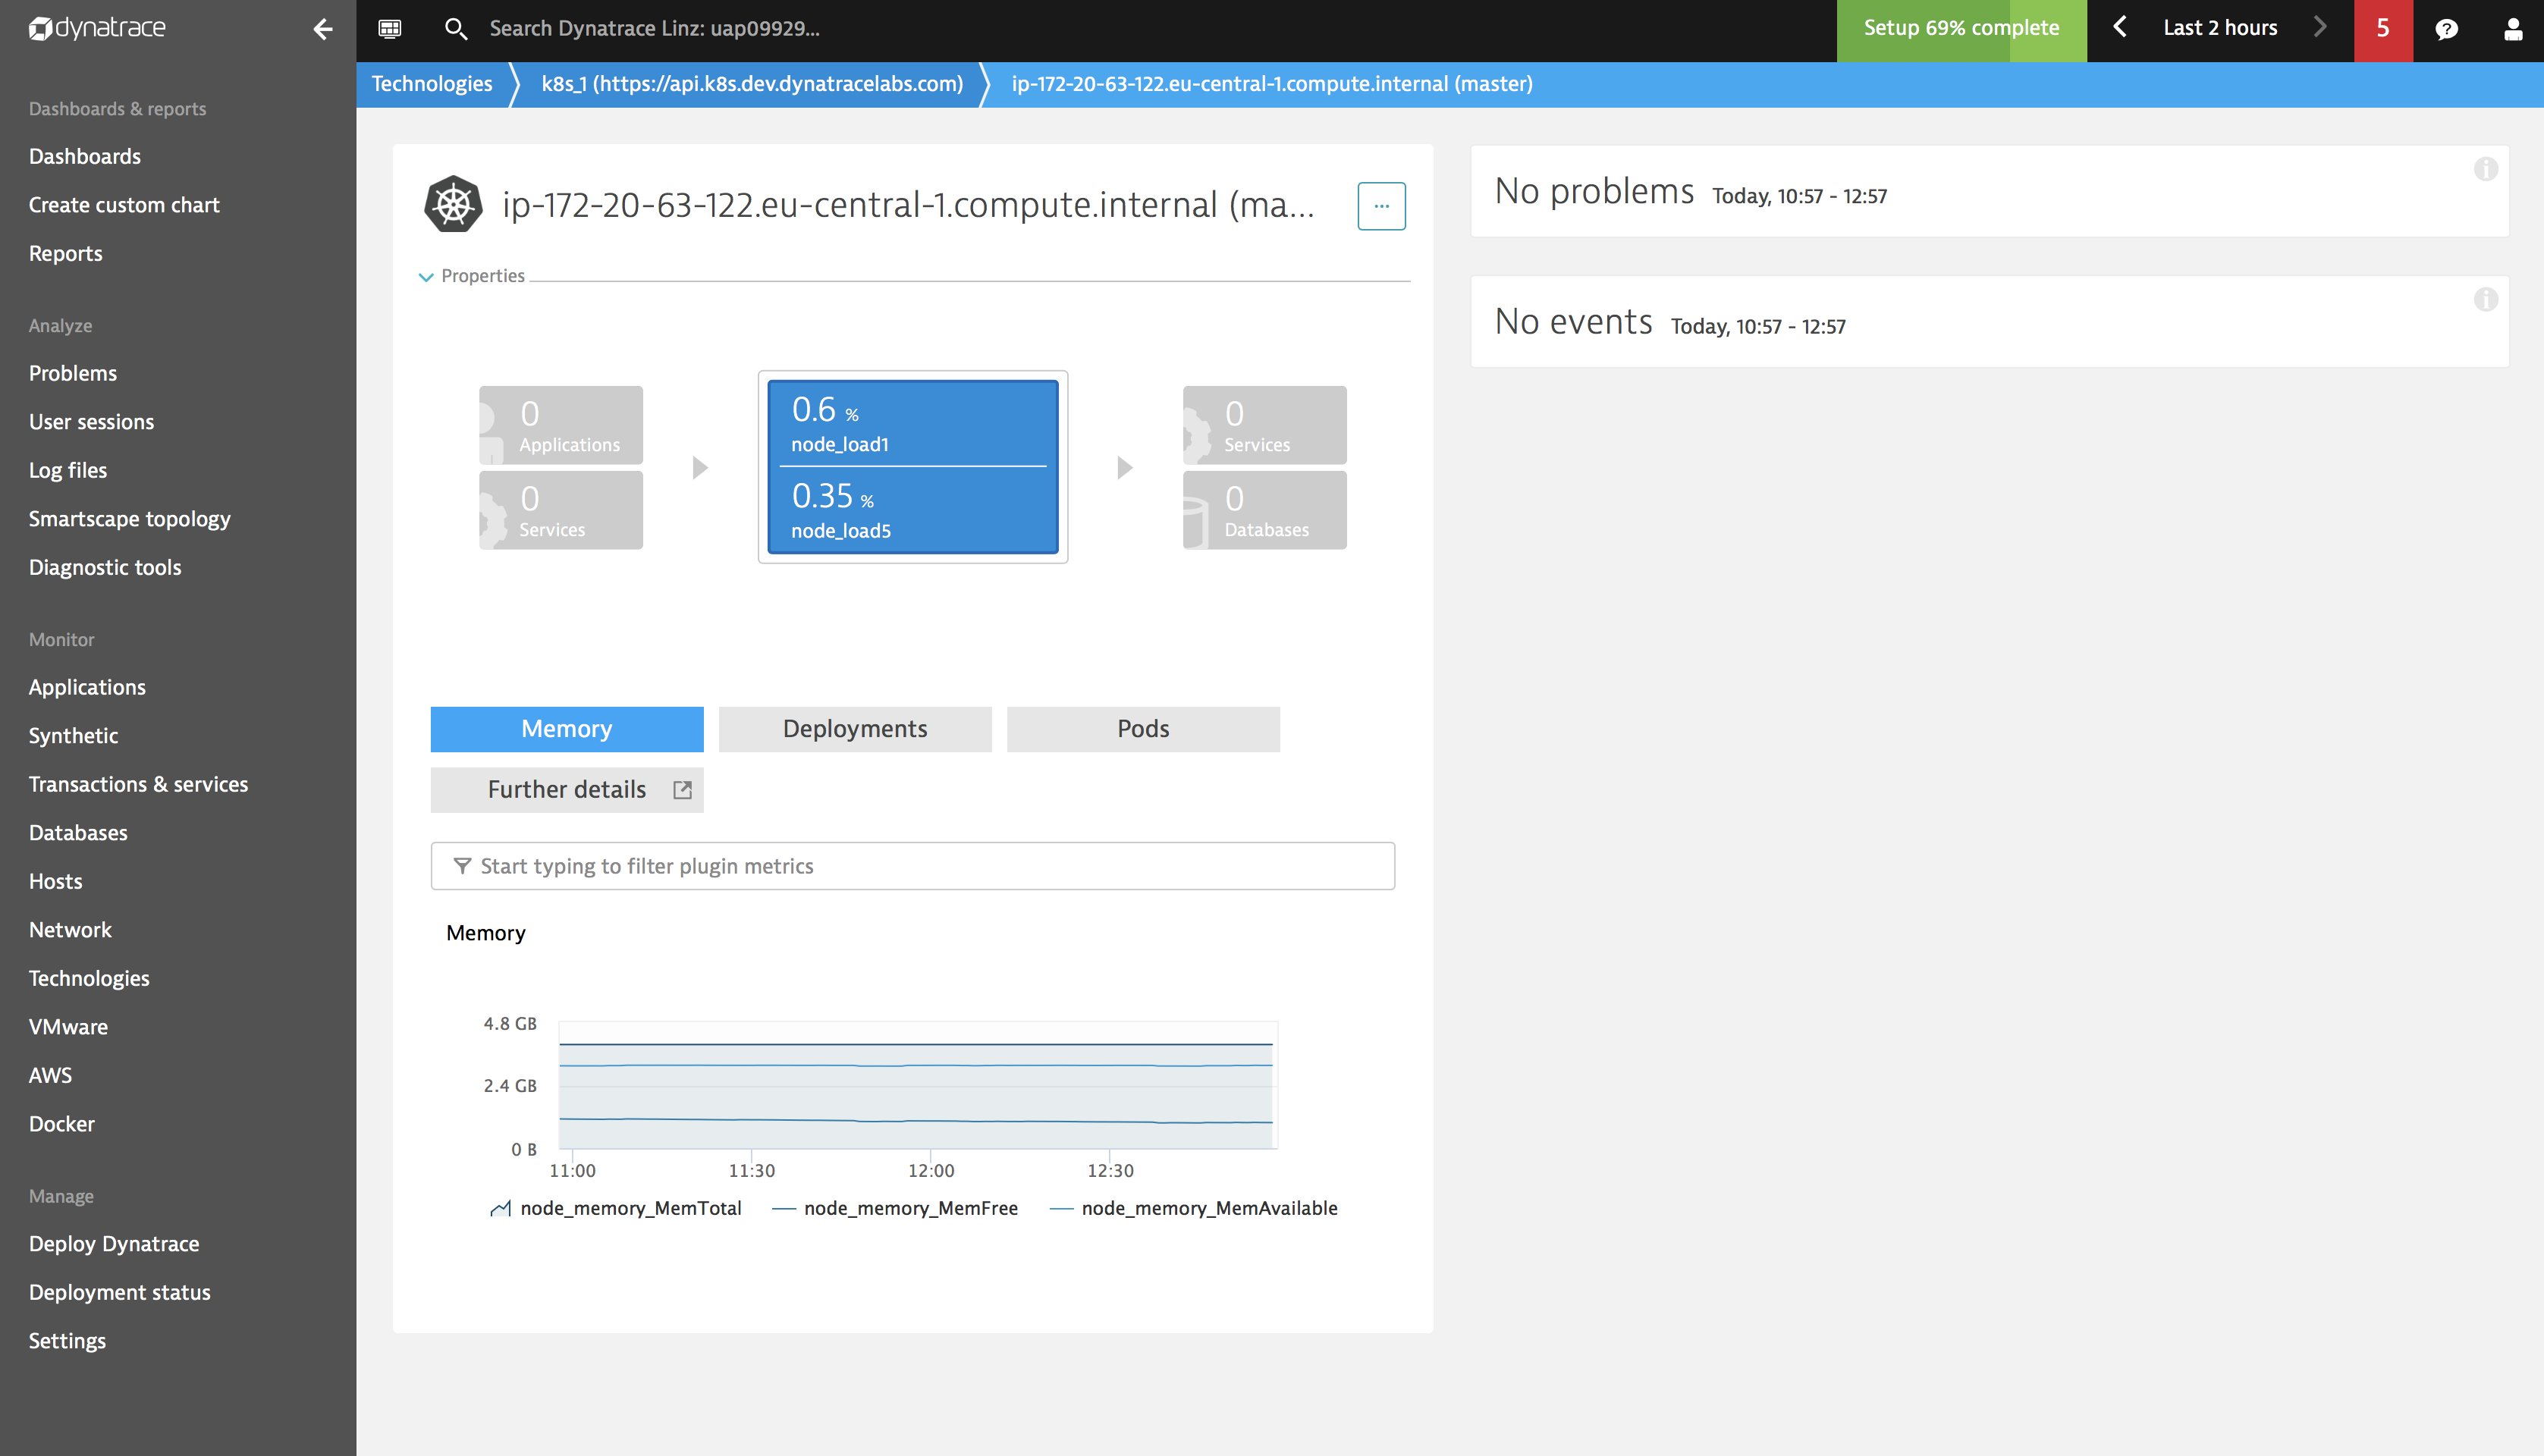 dynatrace
Dashboards & reports
Dashboards
Create custom chart
Reports
Analyze
Problems
User sessions
Log files
Smartscape topology
Diagnostic tools
Monitor
Applications
Synthetic
Transactions & services
Databases
Hosts
Network
Technologies
VMware
AWS
Docker
Manage
Deploy Dynatrace
Deployment status
Settings
Search Dynatrace Linz: uap09929...
Setup 69% complete
Last 2 hours
5
?
Technologies
k8s_1 (https://api.k8s.dev.dynatracelabs.com)
ip-172-20-63-122.eu-central-1.compute.internal (master)
ip-172-20-63-122.eu-central-1.compute.internal (ma...
...
Properties
0
Applications
0
Services
0.6 %
node_load1
0.35 %
node_load5
0
Services
0
Databases
Memory
Deployments
Pods
Further details
Start typing to filter plugin metrics
Memory
4.8 GB
2.4 GB
0 B
11:00
11:30
12:00
12:30
node_memory_MemTotal
node_memory_MemFree
node_memory_MemAvailable
No problems Today, 10:57 - 12:57
i
No events Today, 10:57 - 12:57
i